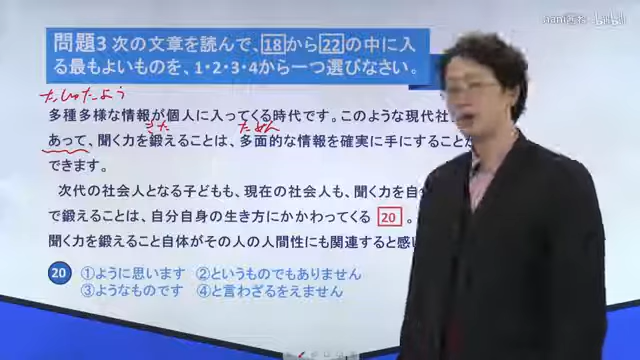 nani酱ね bilibili
問題3 次の文章を読んで、18から22の中に入
る最もよいものを、1・2・3・4から一つ選びなさい。
たしゅたよう
多種多様な情報が個人に入ってくる時代です。このような現代社
きた ためん
あって、聞く力を鍛えることは、多面的な情報を確実に手にすることが
できます。
次代の社会人となる子どもも、現在の社会人も、聞く力を自
で鍛えることは、自分自身の生き方にかかわってくる 20 。
聞く力を鍛えること自体がその人の人間性にも関連すると感
20 ①ように思います ②というものでもありません
③ようなものです ④と言わざるをえません